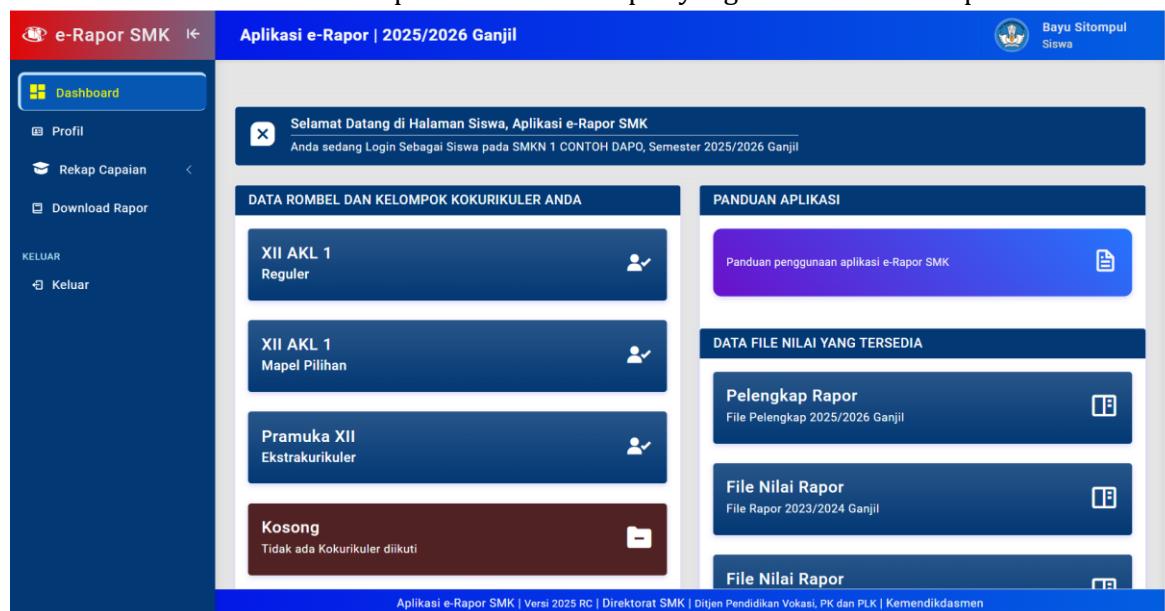 e-Rapor SMK
Aplikasi e-Rapor | 2025/2026 Ganjil
Bayu Sitompul
Siswa
Dashboard
Profil
Rekap Capaian
Download Rapor
KELUAR
Keluar
Selamat Datang di Halaman Siswa, Aplikasi e-Rapor SMK
Anda sedang Login Sebagai Siswa pada SMKN 1 CONTOH DAPO, Semester 2025/2026 Ganjil
DATA ROMBEL DAN KELOMPOK KOKURIKULER ANDA
XII AKL 1
Reguler
XII AKL 1
Mapel Pilihan
Pramuka XII
Ekstrakurikuler
Kosong
Tidak ada Kokurikuler diikuti
PANDUAN APLIKASI
Panduan penggunaan aplikasi e-Rapor SMK
DATA FILE NILAI YANG TERSEDIA
Pelengkap Rapor
File Pelengkap 2025/2026 Ganjil
File Nilai Rapor
File Rapor 2023/2024 Ganjil
File Nilai Rapor
Aplikasi e-Rapor SMK | Versi 2025 RC | Direktorat SMK | Ditjen Pendidikan Vokasi, PK dan PLK | Kemendikdasmen